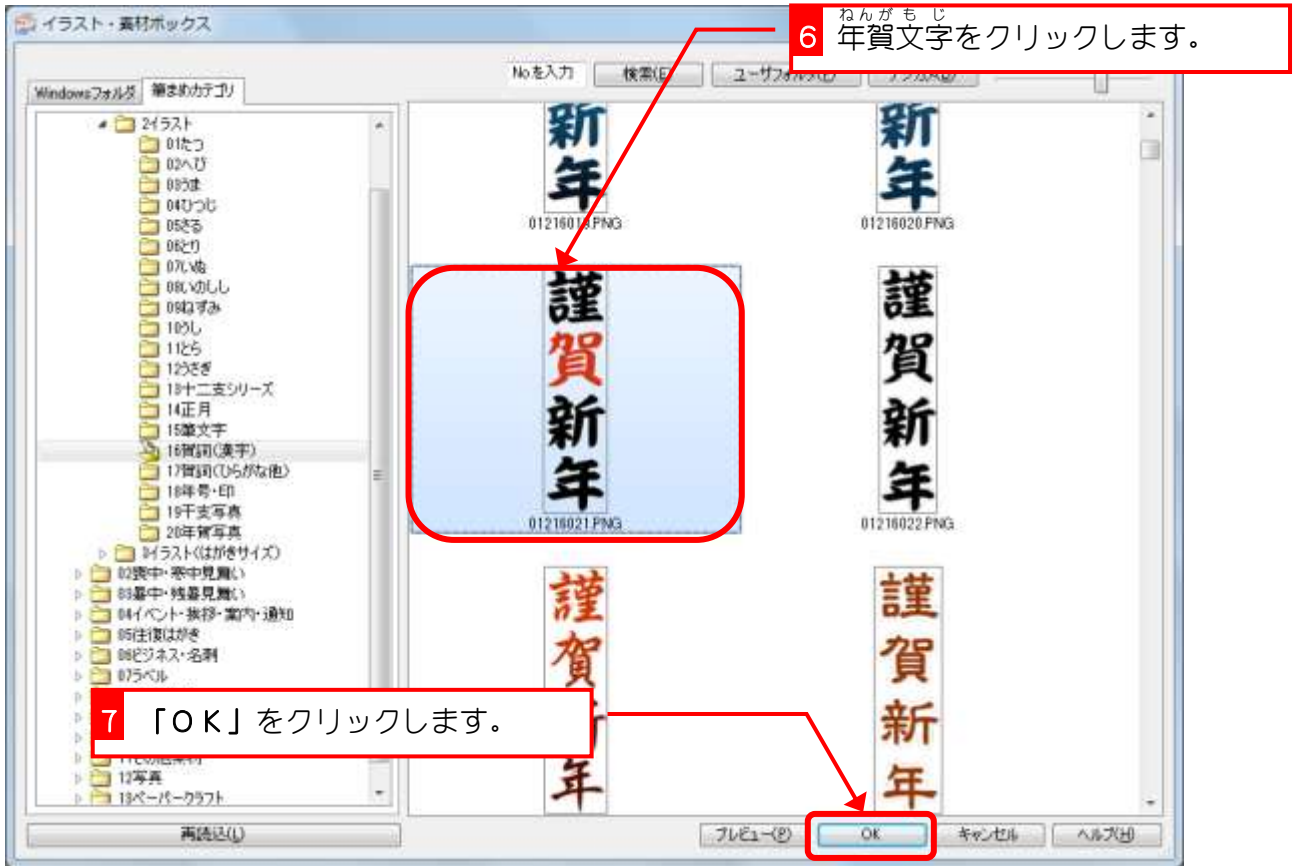 イラスト・素材ボックス
ねんがもじ
6 年賀文字をクリックします。
Noを入力 検索(E)
Windowsフォルダ 筆まめカテゴリ
2イラスト
01たつ
02へび
03うま
04ひつじ
05さる
06とり
07いぬ
08いのしし
09ねずみ
10うし
11とら
12うさぎ
13十二支シリーズ
14正月
15筆文字
16賀詞(漢字)
17賀詞(ひらがな他)
18年号・印
19干支写真
20年賀写真
3イラスト(はがきサイズ)
02喪中・寒中見舞い
03暑中・残暑見舞い
04イベント・挨拶・案内・通知
05往復はがき
06ビジネス・名刺
07ラベル
12写真
13ペーパークラフト
新年
01216019.PNG
新年
01216020.PNG
謹賀新年
01216021.PNG
謹賀新年
01216022.PNG
謹賀新年
謹賀新年
7 「ＯＫ」をクリックします。
再読込(L)
プレビュー(P) OK キャンセル ヘルプ(H)